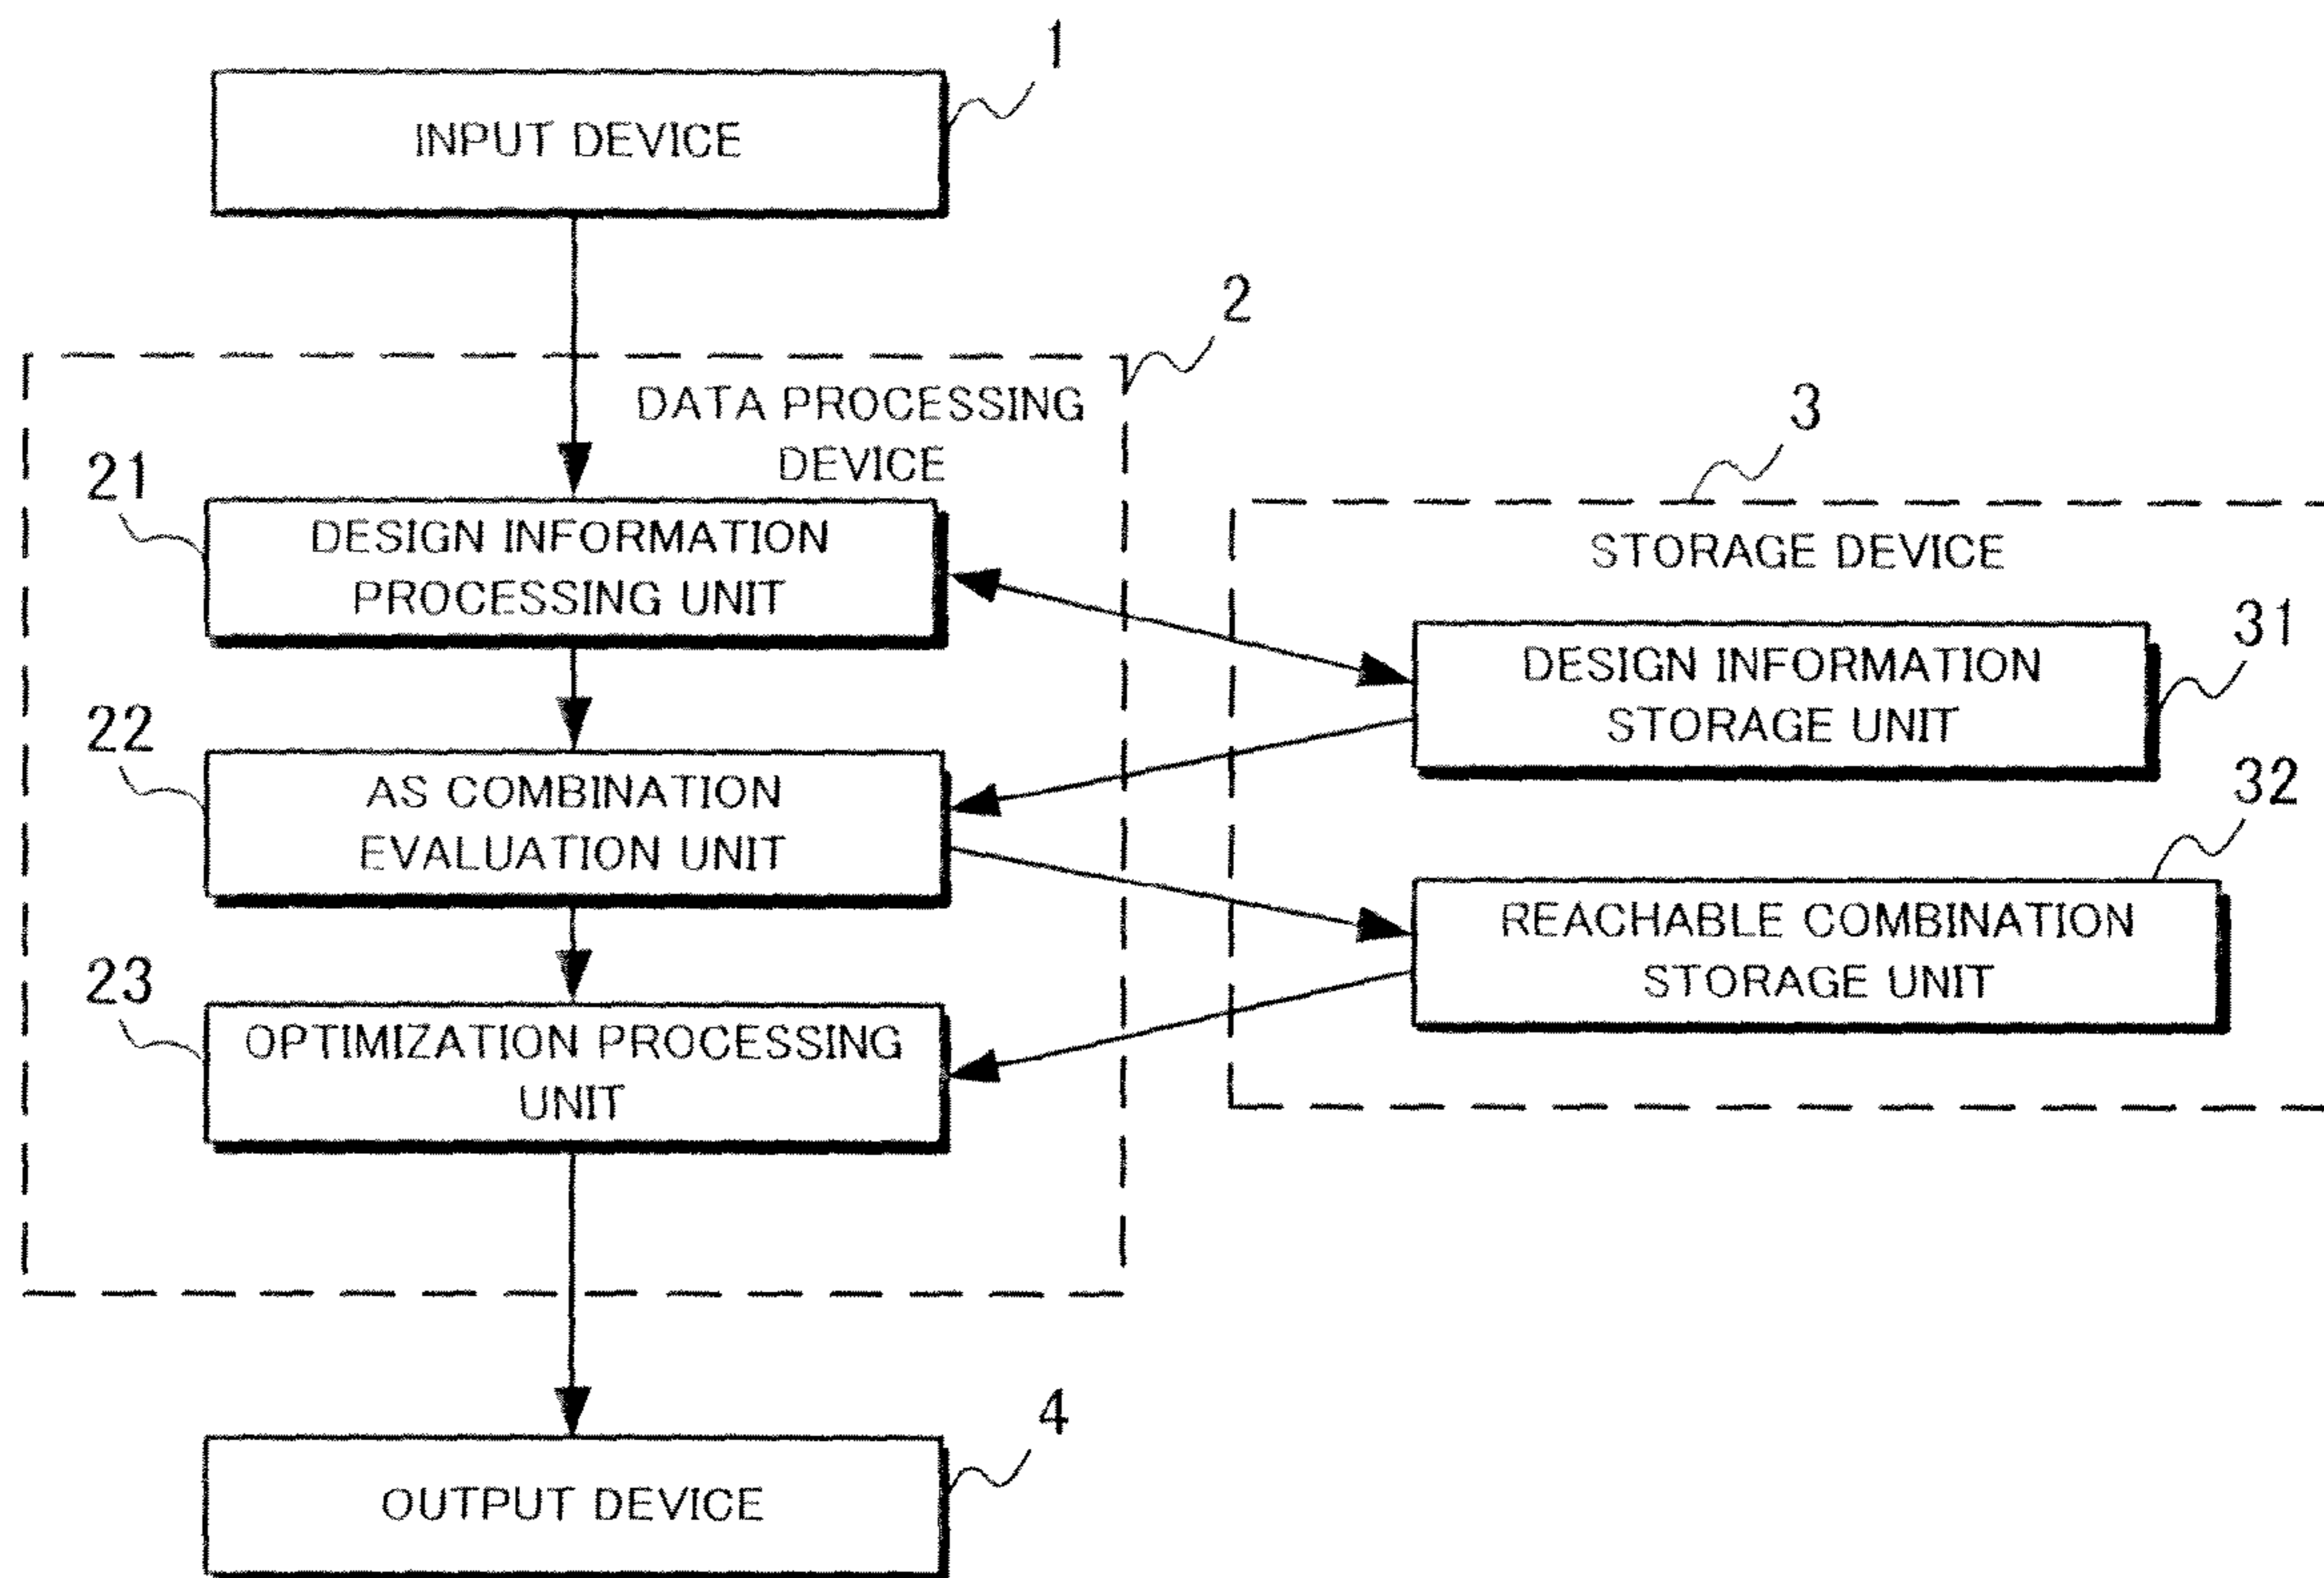 1
INPUT DEVICE
2
DATA PROCESSING
DEVICE
3
STORAGE DEVICE
21
DESIGN INFORMATION
PROCESSING UNIT
31
DESIGN INFORMATION
STORAGE UNIT
22
AS COMBINATION
EVALUATION UNIT
32
REACHABLE COMBINATION
STORAGE UNIT
23
OPTIMIZATION PROCESSING
UNIT
4
OUTPUT DEVICE